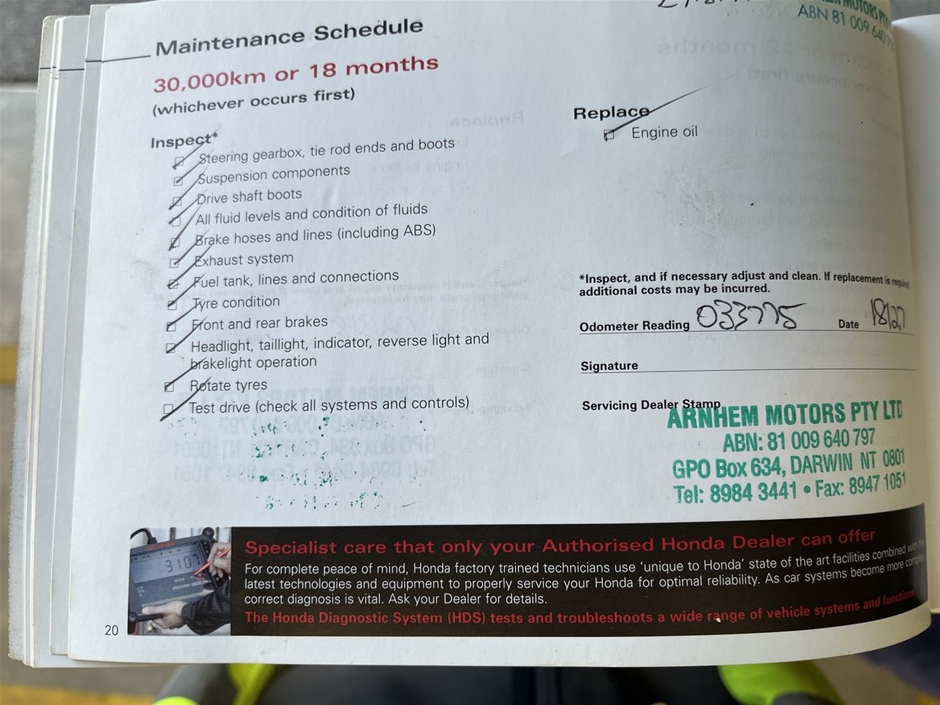 MOTORS PTY
ABN 81 009 640
Maintenance Schedule
30,000km or 18 months
(whichever occurs first)
Inspect*
Steering gearbox, tie rod ends and boots
Suspension components
Drive shaft boots
All fluid levels and condition of fluids
Brake hoses and lines (including ABS)
Exhaust system
Fuel tank, lines and connections
Tyre condition
Front and rear brakes
Headlight, taillight, indicator, reverse light and
brakelight operation
Rotate tyres
Test drive (check all systems and controls)
Replace
Engine oil
*Inspect, and if necessary adjust and clean. If replacement is
additional costs may be incurred.
Odometer Reading 033775 Date
Signature
Servicing Dealer Stamp
ARNHEM MOTORS PTY LTD
ABN: 81 009 640 797
GPO Box 634, DARWIN NT 0801
Tel: 8984 3441 • Fax: 8947 1051
3107
Specialist care that only your Authorised Honda Dealer can offer
For complete peace of mind, Honda factory trained technicians use 'unique to Honda' state of the art facilities combined with
latest technologies and equipment to properly service your Honda for optimal reliability. As car systems become more
correct diagnosis is vital. Ask your Dealer for details.
The Honda Diagnostic System (HDS) tests and troubleshoots a wide range of vehicle systems and
20